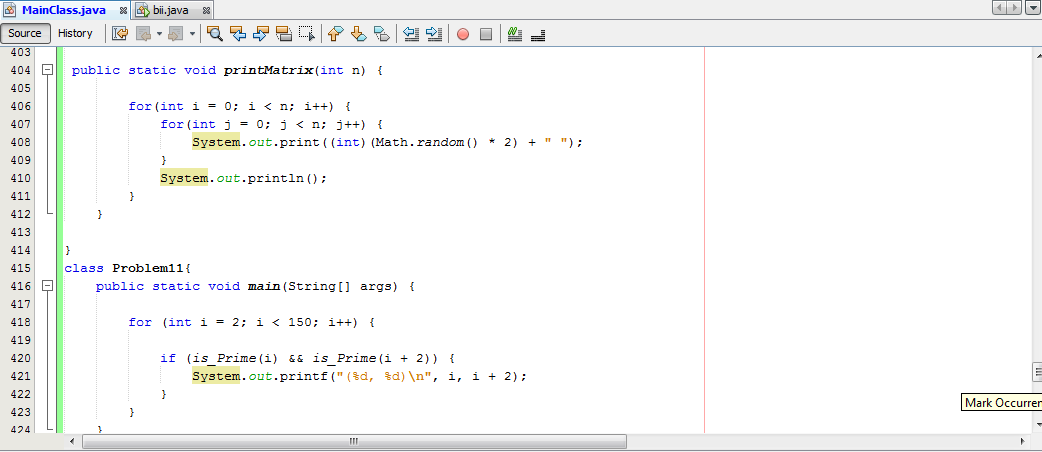 MainClass.java bii.java
Source History
403
404 public static void printMatrix(int n) {
405
406 for(int i = 0; i < n; i++) {
407 for(int j = 0; j < n; j++) {
408 System.out.print((int)(Math.random() * 2) + " ");
409 }
410 System.out.println();
411 }
412 }
413
414 }
415 class Problem11{
416 public static void main(String[] args) {
417
418 for (int i = 2; i < 150; i++) {
419
420 if (is_Prime(i) && is_Prime(i + 2)) {
421 System.out.printf("(%d, %d)\n", i, i + 2);
422 }
423 }
424 }
Mark Occurren